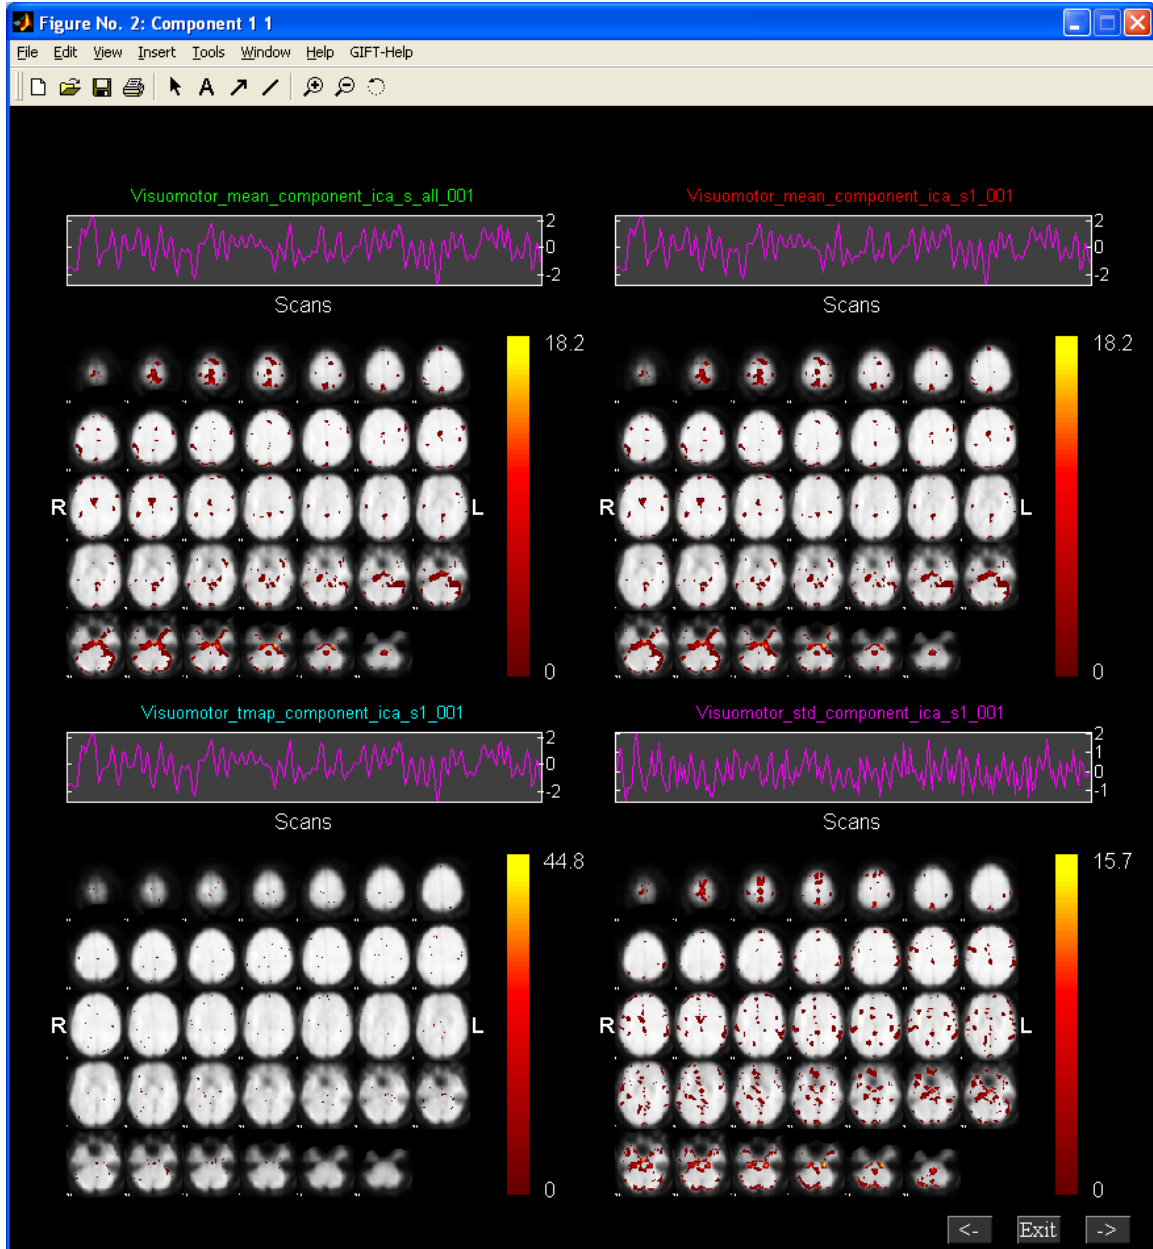 Figure No. 2: Component 1 1
File Edit View Insert Tools Window Help GIFT-Help
A
Visuomotor_mean_component_ica_s_all_001
2
0
-2
Scans
18.2
R
L
0
Visuomotor_mean_component_ica_s1_001
2
0
-2
Scans
18.2
R
L
0
Visuomotor_tmap_component_ica_s1_001
2
0
-2
Scans
44.8
R
L
0
Visuomotor_std_component_ica_s1_001
2
1
0
-1
Scans
15.7
R
L
0
<- Exit ->